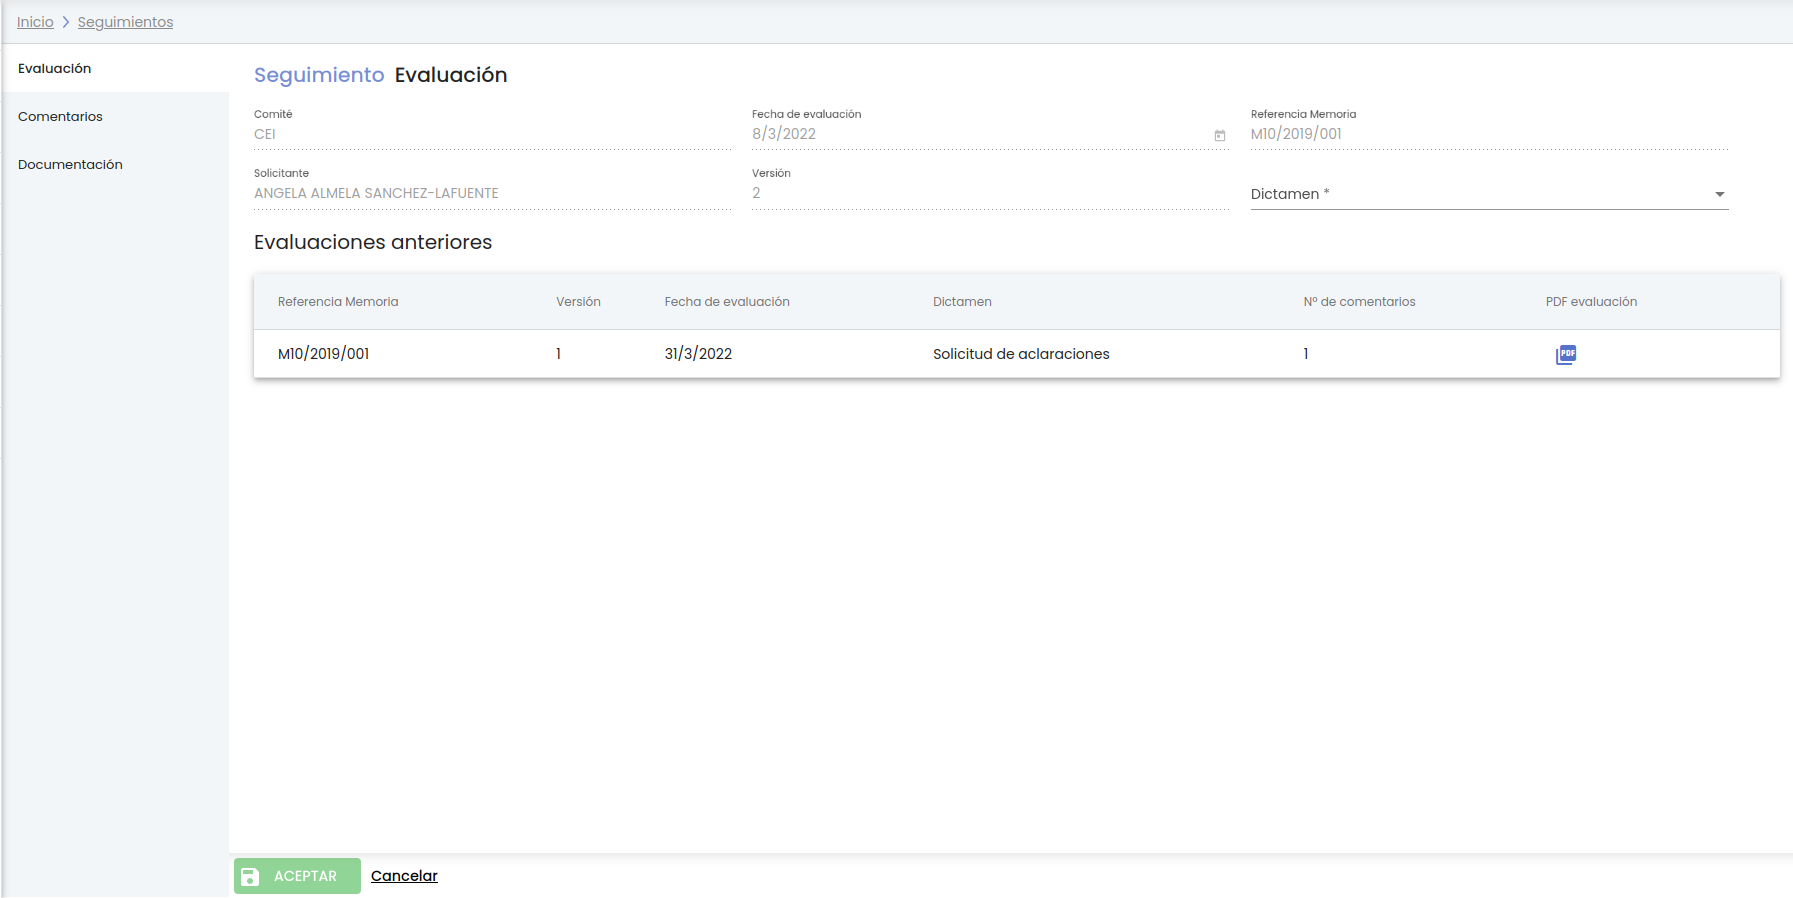 Inicio > Seguimientos
Evaluación
Comentarios
Documentación
Seguimiento Evaluación
Comité
CEI
Fecha de evaluación
8/3/2022
Referencia Memoria
M10/2019/001
Solicitante
ANGELA ALMELA SANCHEZ-LAFUENTE
Versión
2
Dictamen *
Evaluaciones anteriores
Referencia Memoria Versión Fecha de evaluación Dictamen Nº de comentarios PDF evaluación
M10/2019/001 1 31/3/2022 Solicitud de aclaraciones 1 PDF
ACEPTAR Cancelar